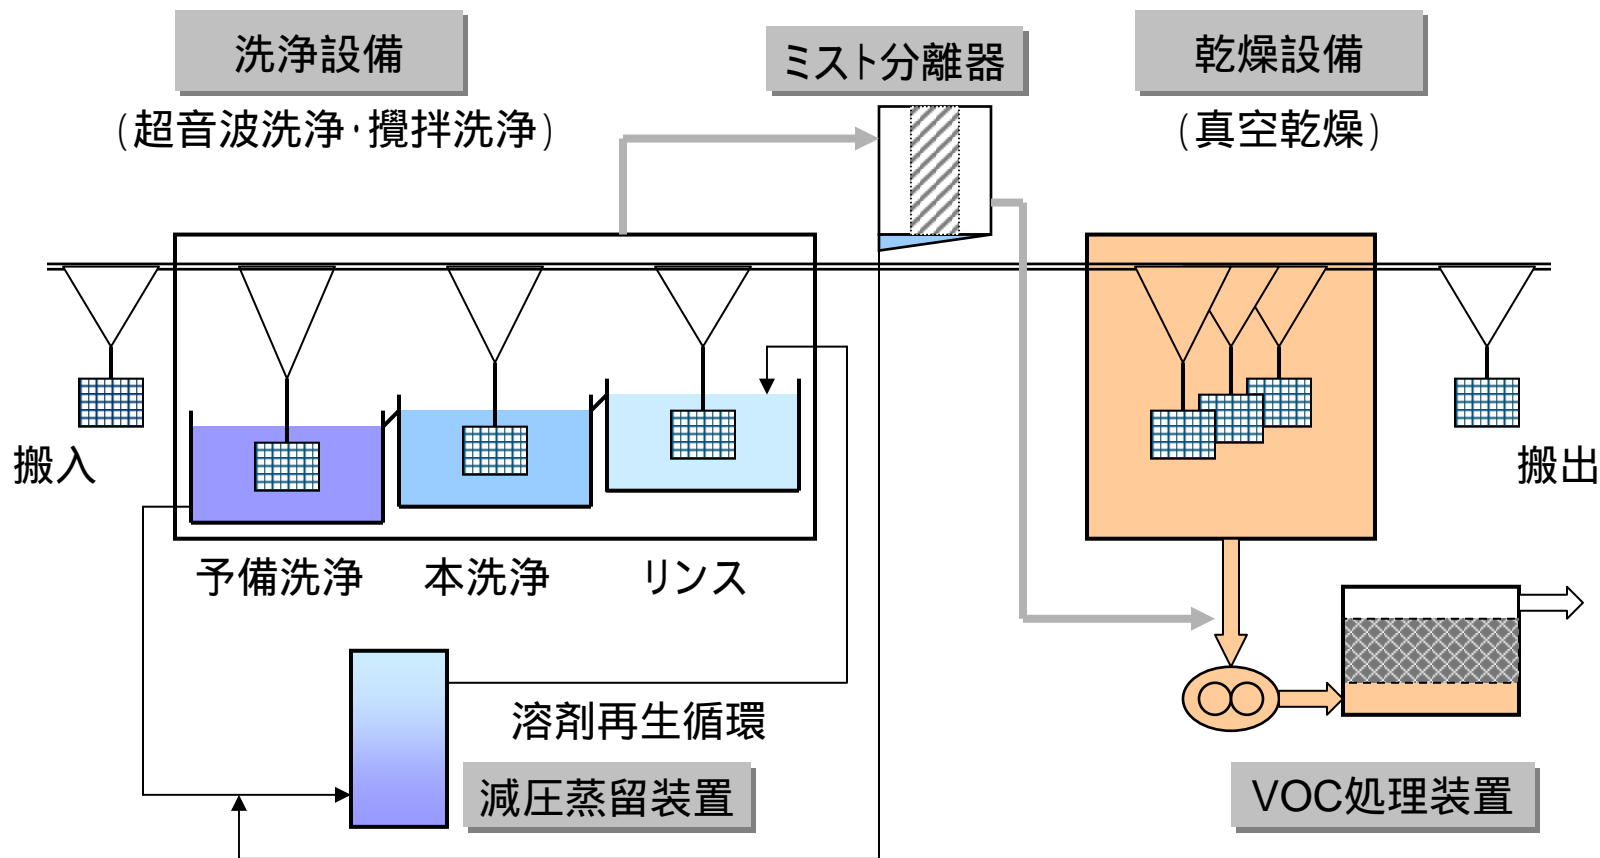 洗浄設備
ミスト分離器
乾燥設備
(超音波洗浄・攪拌洗浄)
(真空乾燥)
搬入
搬出
予備洗浄
本洗浄
リンス
溶剤再生循環
減圧蒸留装置
VOC処理装置